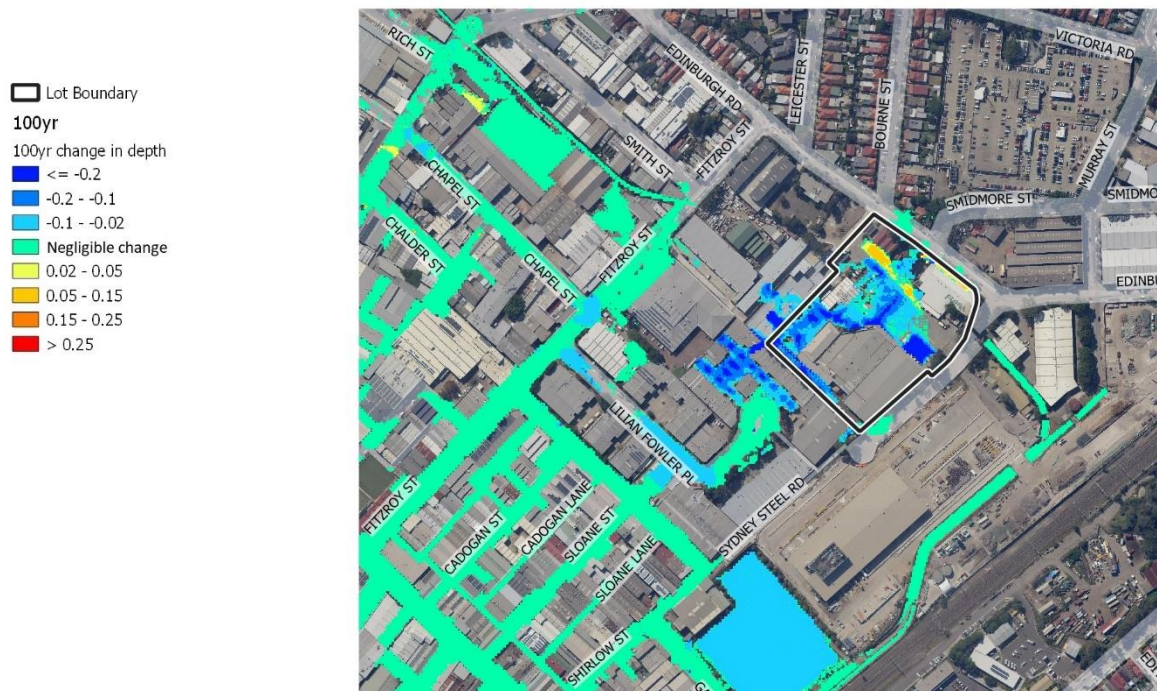 Lot Boundary
100yr
100yr change in depth
<= -0.2
-0.2 - -0.1
-0.1 - -0.02
Negligible change
0.02 - 0.05
0.05 - 0.15
0.15 - 0.25
> 0.25
RICH ST
EDINBURGH RD
LEICESTER ST
BOURNE ST
VICTORIA RD
MURRAY ST
SMITH ST
FITZROY ST
SMIDMORE ST
SMIDMO
CHAPEL ST
CHALDER ST
FITZROY ST
CHAPEL ST
EDINBU
LILIAN FOWLER PL
FITZROY ST
CADOGAN ST
CADOGAN LANE
SLOANE ST
SLOANE LANE
SYDNEY STEEL RD
SHIRLOW ST